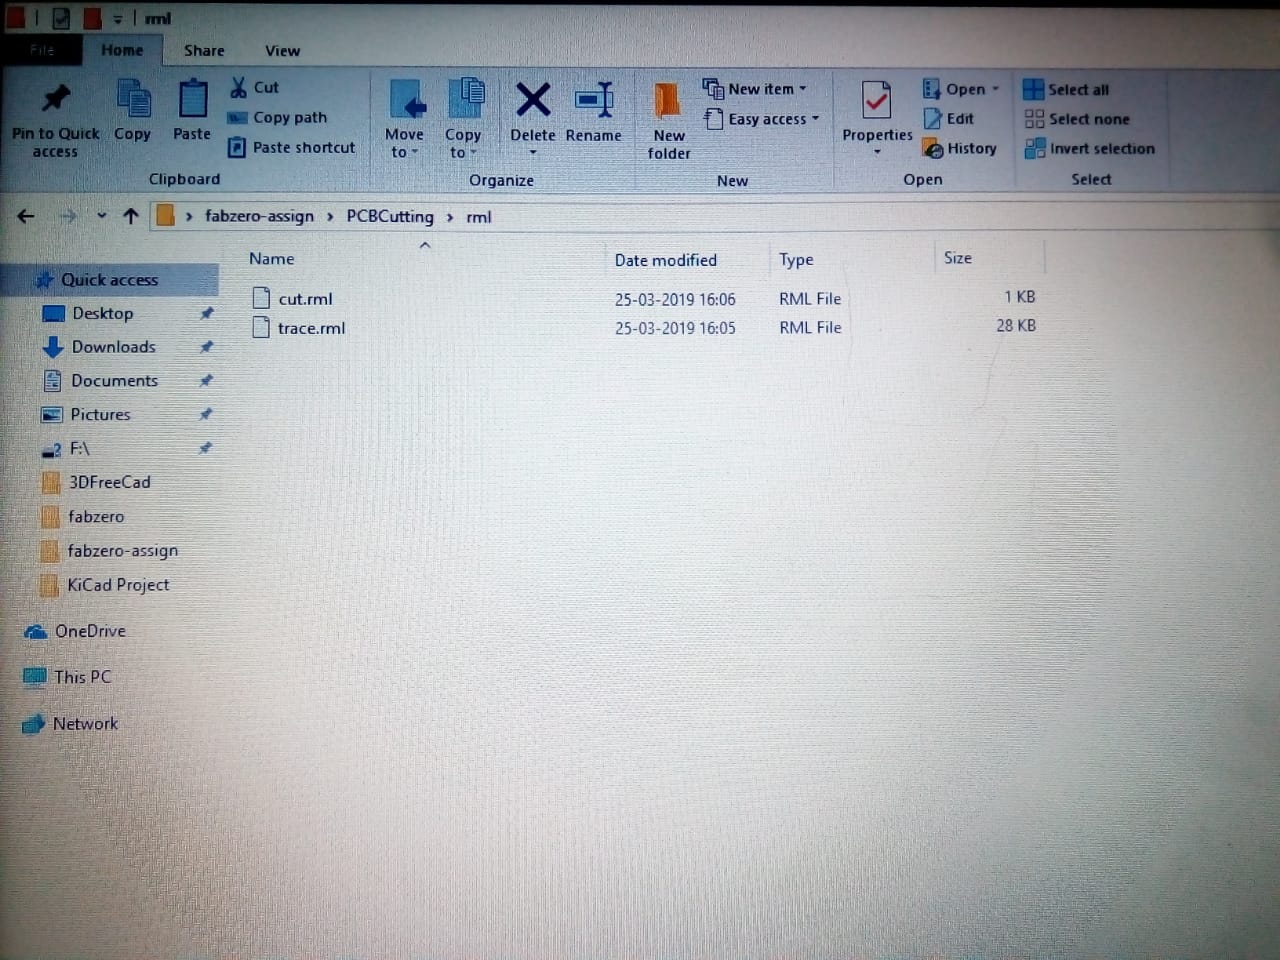 rml
File Home Share View
Pin to Quick access
Copy
Paste
Cut
Copy path
Paste shortcut
Clipboard
Move to
Copy to
Delete
Rename
Organize
New folder
New item
Easy access
New
Properties
Open
Edit
History
Open
Select all
Select none
Invert selection
Select
fabzero-assign PCBCutting rml
Name Date modified Type Size
cut.rml 25-03-2019 16:06 RML File 1 KB
trace.rml 25-03-2019 16:05 RML File 28 KB
Quick access
Desktop
Downloads
Documents
Pictures
F:\
3DFreeCad
fabzero
fabzero-assign
KiCad Project
OneDrive
This PC
Network